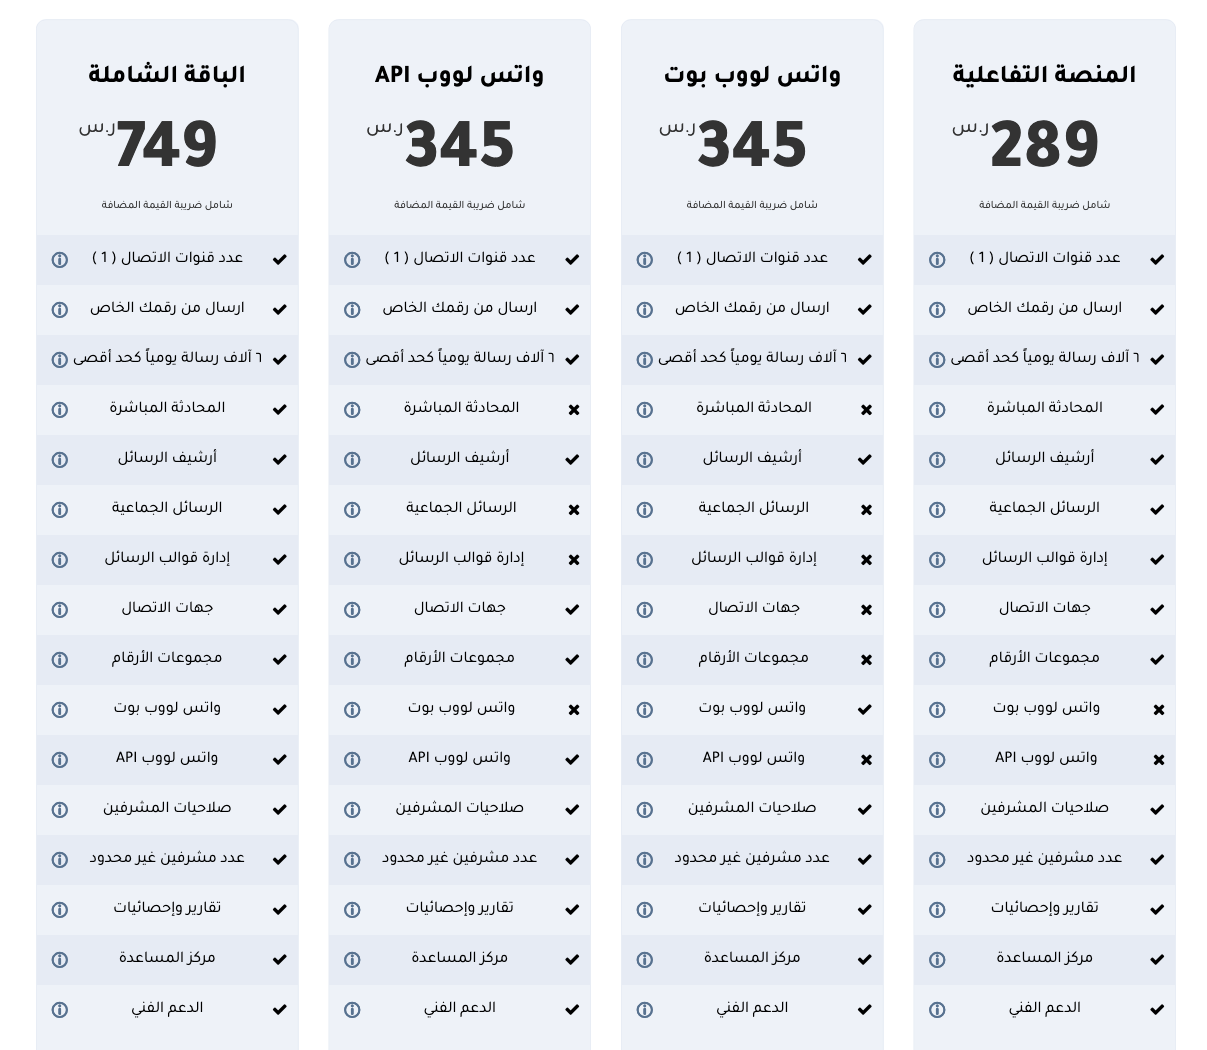 المنصة التفاعلية
289 ر.س
شامل ضريبة القيمة المضافة
عدد قنوات الاتصال ( 1 )
ارسال من رقمك الخاص
٦ آلاف رسالة يومياً كحد أقصى
المحادثة المباشرة
أرشيف الرسائل
الرسائل الجماعية
إدارة قوالب الرسائل
جهات الاتصال
مجموعات الأرقام
واتس لووب بوت
واتس لووب API
صلاحيات المشرفين
عدد مشرفين غير محدود
تقارير وإحصائيات
مركز المساعدة
الدعم الفني
واتس لووب بوت
345 ر.س
شامل ضريبة القيمة المضافة
عدد قنوات الاتصال ( 1 )
ارسال من رقمك الخاص
٦ آلاف رسالة يومياً كحد أقصى
المحادثة المباشرة
أرشيف الرسائل
الرسائل الجماعية
إدارة قوالب الرسائل
جهات الاتصال
مجموعات الأرقام
واتس لووب بوت
واتس لووب API
صلاحيات المشرفين
عدد مشرفين غير محدود
تقارير وإحصائيات
مركز المساعدة
الدعم الفني
واتس لووب API
345 ر.س
شامل ضريبة القيمة المضافة
عدد قنوات الاتصال ( 1 )
ارسال من رقمك الخاص
٦ آلاف رسالة يومياً كحد أقصى
المحادثة المباشرة
أرشيف الرسائل
الرسائل الجماعية
إدارة قوالب الرسائل
جهات الاتصال
مجموعات الأرقام
واتس لووب بوت
واتس لووب API
صلاحيات المشرفين
عدد مشرفين غير محدود
تقارير وإحصائيات
مركز المساعدة
الدعم الفني
الباقة الشاملة
749 ر.س
شامل ضريبة القيمة المضافة
عدد قنوات الاتصال ( 1 )
ارسال من رقمك الخاص
٦ آلاف رسالة يومياً كحد أقصى
المحادثة المباشرة
أرشيف الرسائل
الرسائل الجماعية
إدارة قوالب الرسائل
جهات الاتصال
مجموعات الأرقام
واتس لووب بوت
واتس لووب API
صلاحيات المشرفين
عدد مشرفين غير محدود
تقارير وإحصائيات
مركز المساعدة
الدعم الفني